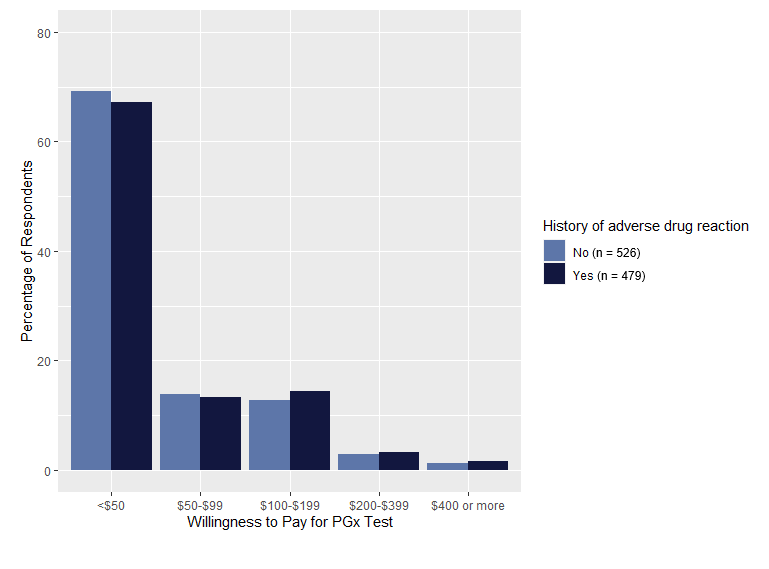 80
60
40
20
0
Percentage of Respondents
<$50
$50-$99
$100-$199
$200-$399
$400 or more
Willingness to Pay for PGx Test
History of adverse drug reaction
No (n = 526)
Yes (n = 479)